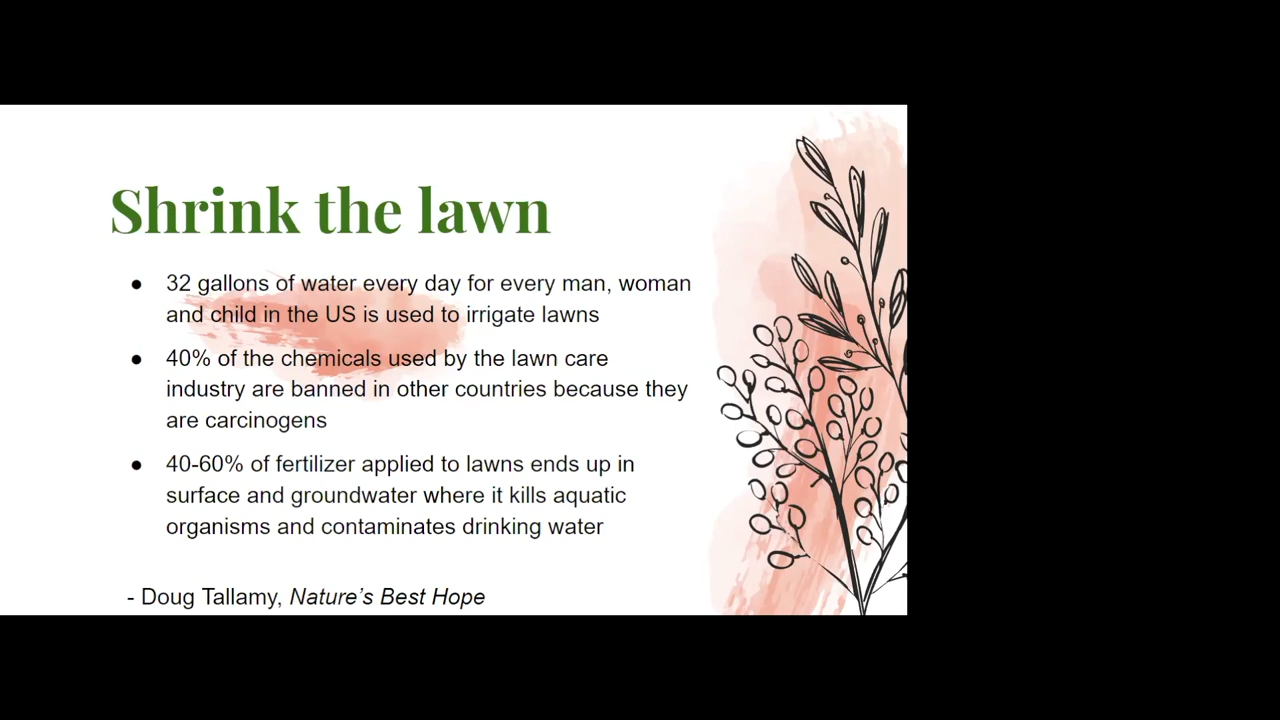 Shrink the lawn
● 32 gallons of water every day for every man, woman
and child in the US is used to irrigate lawns
● 40% of the chemicals used by the lawn care
industry are banned in other countries because they
are carcinogens
● 40-60% of fertilizer applied to lawns ends up in
surface and groundwater where it kills aquatic
organisms and contaminates drinking water
- Doug Tallamy, Nature’s Best Hope